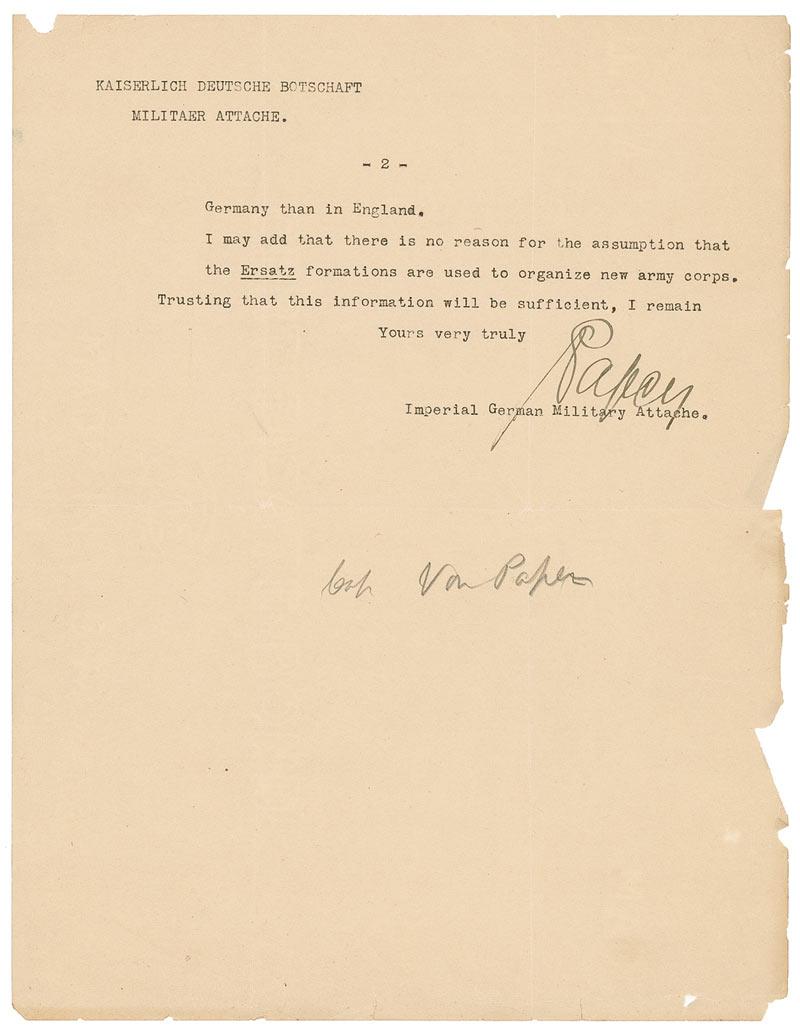 KAISERLICH DEUTSCHE BOTSCHAFT
MILITAER ATTACHE.
- 2 -
Germany than in England.
I may add that there is no reason for the assumption that
the Ersatz formations are used to organize new army corps.
Trusting that this information will be sufficient, I remain
Yours very truly
Papen
Imperial German Military Attache.
Von Papen